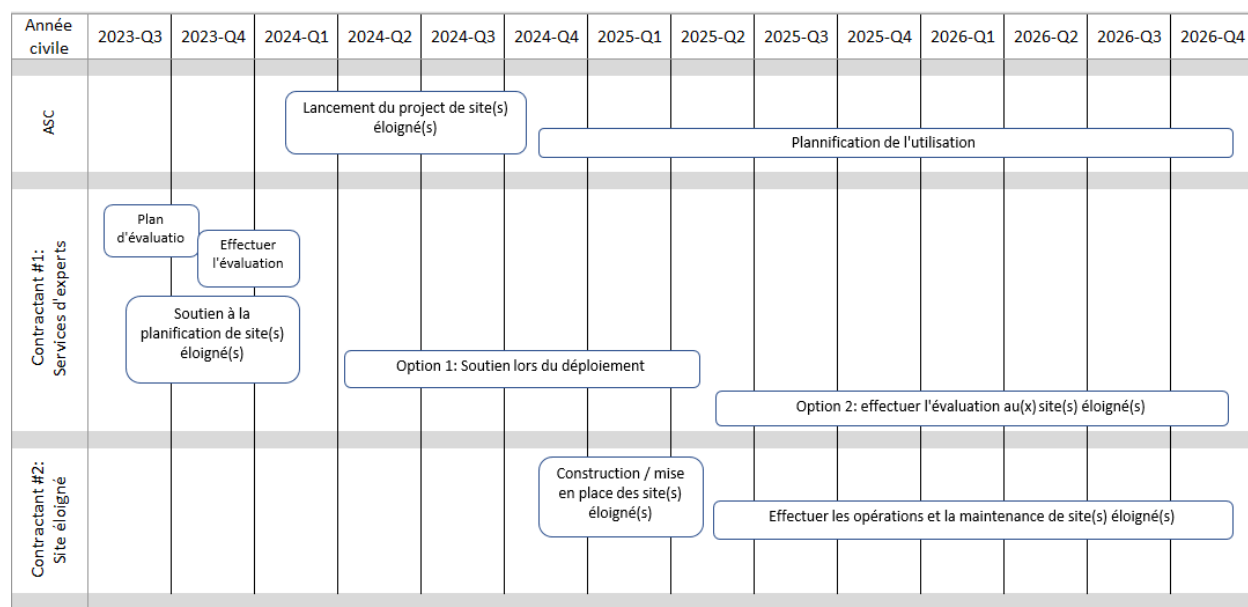 Année
civile
2023-Q3 2023-Q4 2024-Q1 2024-Q2 2024-Q3 2024-Q4 2025-Q1 2025-Q2 2025-Q3 2025-Q4 2026-Q1 2026-Q2 2026-Q3 2026-Q4
ASC
Lancement du project de site(s)
éloigné(s)
Plannification de l'utilisation
Contractant #1:
Services d'experts
Plan
d'évaluatio
Effectuer
l'évaluation
Soutien à la
planification de site(s)
éloigné(s)
Option 1: Soutien lors du déploiement
Option 2: effectuer l'évaluation au(x) site(s) éloigné(s)
Contractant #2:
Site éloigné
Construction / mise
en place des site(s)
éloigné(s)
Effectuer les opérations et la maintenance de site(s) éloigné(s)